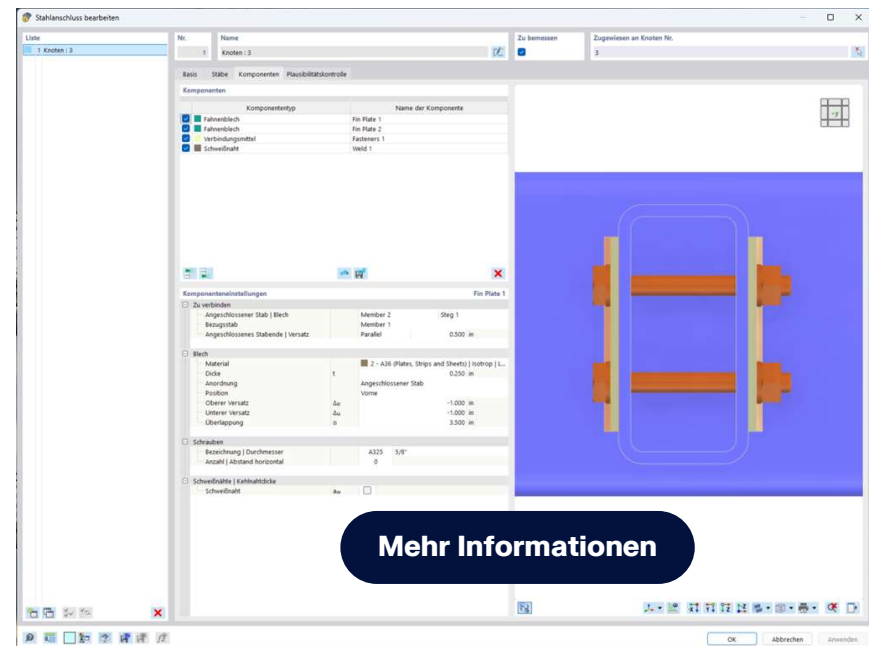 Stahlanschluss bearbeiten
Liste
1 Knoten : 3
Nr.
1
Name
Knoten : 3
Zu bemessen
Zugewiesen an Knoten Nr.
3
Basis Stäbe Komponenten Plausibilitätskontrolle
Komponenten
Komponententyp Name der Komponente
Fahnenblech Fin Plate 1
Fahnenblech Fin Plate 2
Verbindungsmittel Fasteners 1
Schweißnaht Weld 1
Komponenteneinstellungen Fin Plate 1
Zu verbinden
Angeschlossener Stab | Blech Member 2 Steg 1
Bezugsstab Member 1
Angeschlossenes Stabende | Versatz Parallel 0.500 in
Blech
Material 2 - A36 (Plates, Strips and Sheets) | Isotrop | L...
Dicke t 0.250 in
Anordnung Angeschlossener Stab
Position Vorne
Oberer Versatz Δo -1.000 in
Unterer Versatz Δu -1.000 in
Überlappung o 3.500 in
Schrauben
Bezeichnung | Durchmesser A325 5/8"
Anzahl | Abstand horizontal 0
Schweißnähte | Kehlnahtdicke
Schweißnaht aw
Mehr Informationen
OK Abbrechen Anwenden